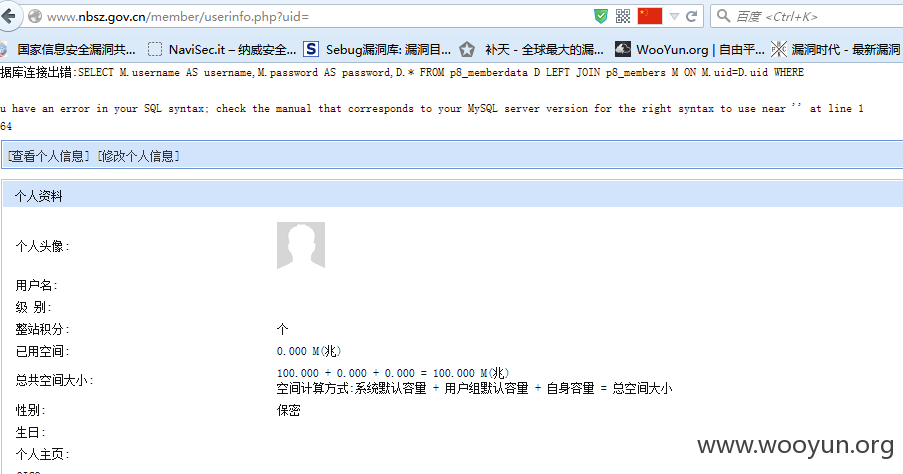 www.nbsz.gov.cn/member/userinfo.php?uid=
百度 <Ctrl+K>
国家信息安全漏洞共... NaviSec.it – 纳威安全... Sebug漏洞库: 漏洞目... 补天 - 全球最大的漏... WooYun.org | 自由平... 漏洞时代 - 最新漏洞
据库连接出错:SELECT M.username AS username,M.password AS password,D.* FROM p8_memberdata D LEFT JOIN p8_members M ON M.uid=D.uid WHERE
u have an error in your SQL syntax; check the manual that corresponds to your MySQL server version for the right syntax to use near '' at line 1
64
[查看个人信息] [修改个人信息]
个人资料
个人头像:
用户名:
级 别:
整站积分: 个
已用空间: 0.000 M(兆)
总共空间大小: 100.000 + 0.000 + 0.000 = 100.000 M(兆)
空间计算方式:系统默认容量 + 用户组默认容量 + 自身容量 = 总空间大小
性别: 保密
生日:
个人主页:
www.wooyun.org